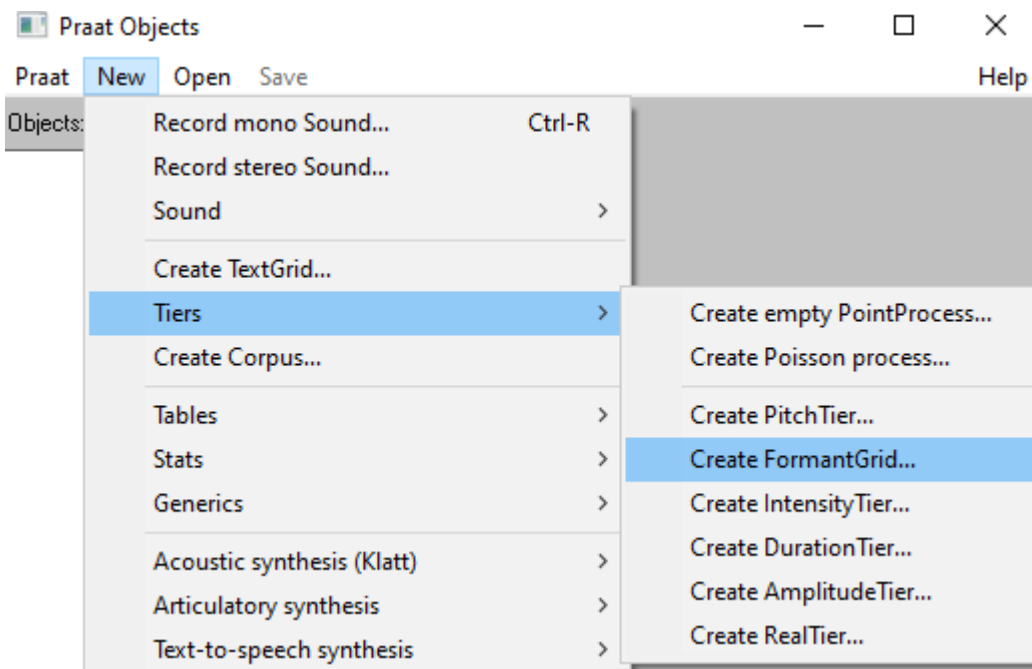 Praat Objects
Praat New Open Save Help
Objects:
Record mono Sound... Ctrl-R
Record stereo Sound...
Sound
Create TextGrid...
Tiers
Create Corpus...
Tables
Stats
Generics
Acoustic synthesis (Klatt)
Articulatory synthesis
Text-to-speech synthesis
Create empty PointProcess...
Create Poisson process...
Create PitchTier...
Create FormantGrid...
Create IntensityTier...
Create DurationTier...
Create AmplitudeTier...
Create RealTier...